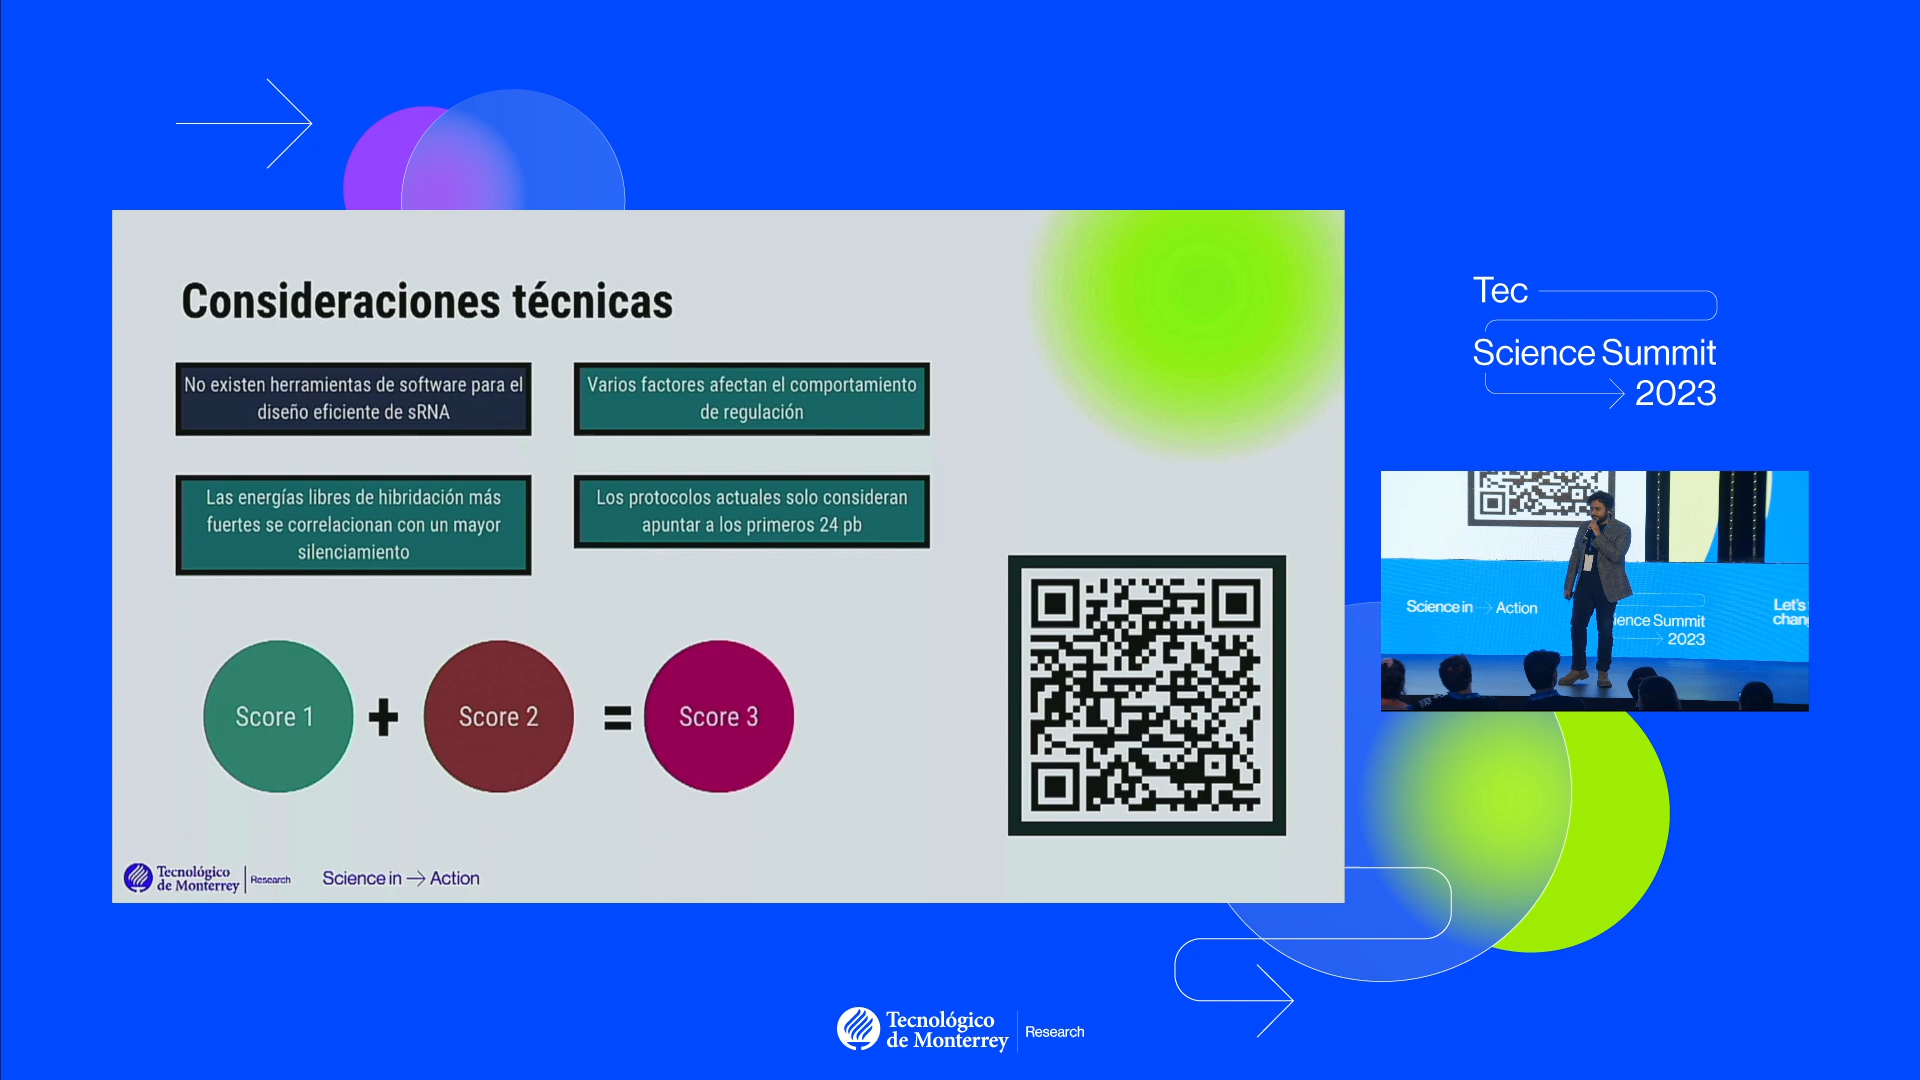 Consideraciones técnicas
No existen herramientas de software para el
diseño eficiente de sRNA
Varios factores afectan el comportamiento
de regulación
Las energías libres de hibridación más
fuertes se correlacionan con un mayor
silenciamiento
Los protocolos actuales solo consideran
apuntar a los primeros 24 pb
Score 1
+
Score 2
=
Score 3
Tecnológico
de Monterrey
Research
Science in → Action
Tec
Science Summit
2023
Science in → Action
ience Summit
2023
Let's
chan
Tecnológico
de Monterrey
Research